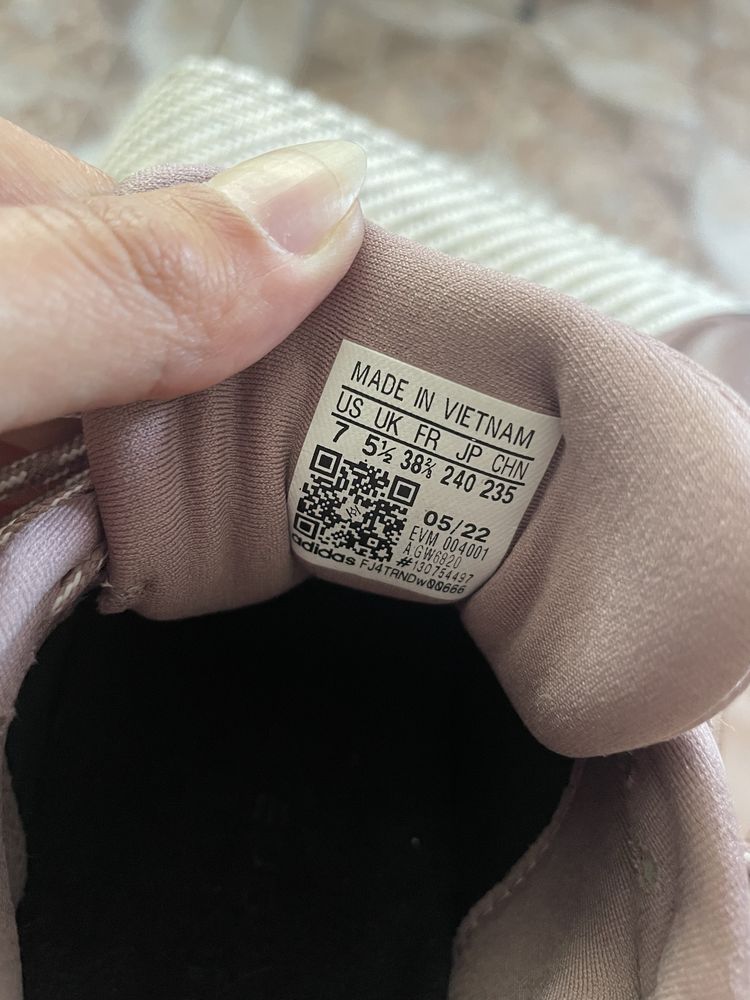 MADE IN VIETNAM
US UK FR JP CHN
7 5½ 38⅔ 240 235
05/22
EVM 004001
AGW6920
#130754497
adidas FJ4TRNDw00666